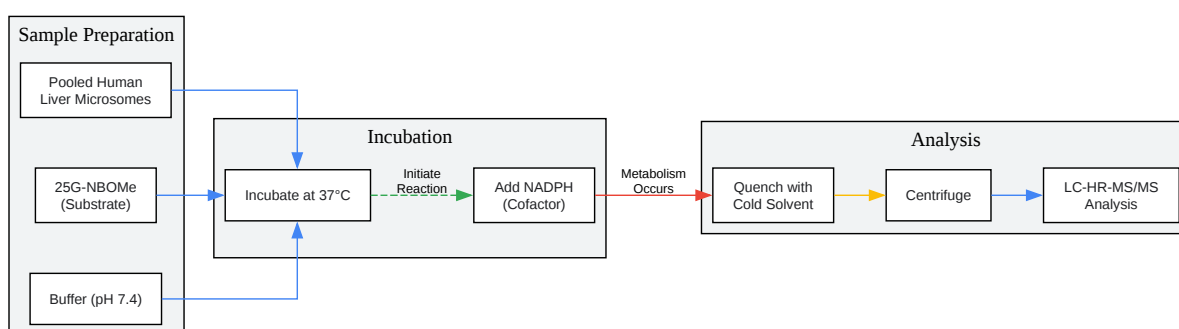 Sample Preparation
Pooled Human
Liver Microsomes
25G-NBOMe
(Substrate)
Buffer (pH 7.4)
Incubation
Incubate at 37°C
Initiate
Reaction
Add NADPH
(Cofactor)
Metabolism
Occurs
Analysis
Quench with
Cold Solvent
Centrifuge
LC-HR-MS/MS
Analysis